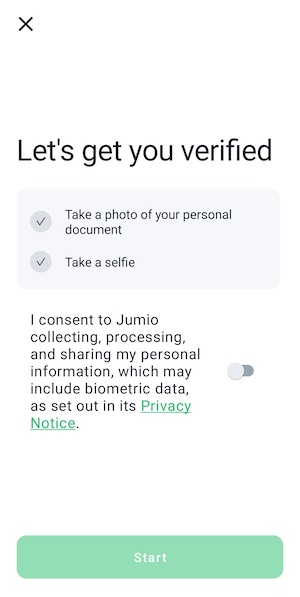 Let's get you verified
Take a photo of your personal
document
Take a selfie
I consent to Jumio
collecting, processing,
and sharing my personal
information, which may
include biometric data,
as set out in its Privacy
Notice.
Start